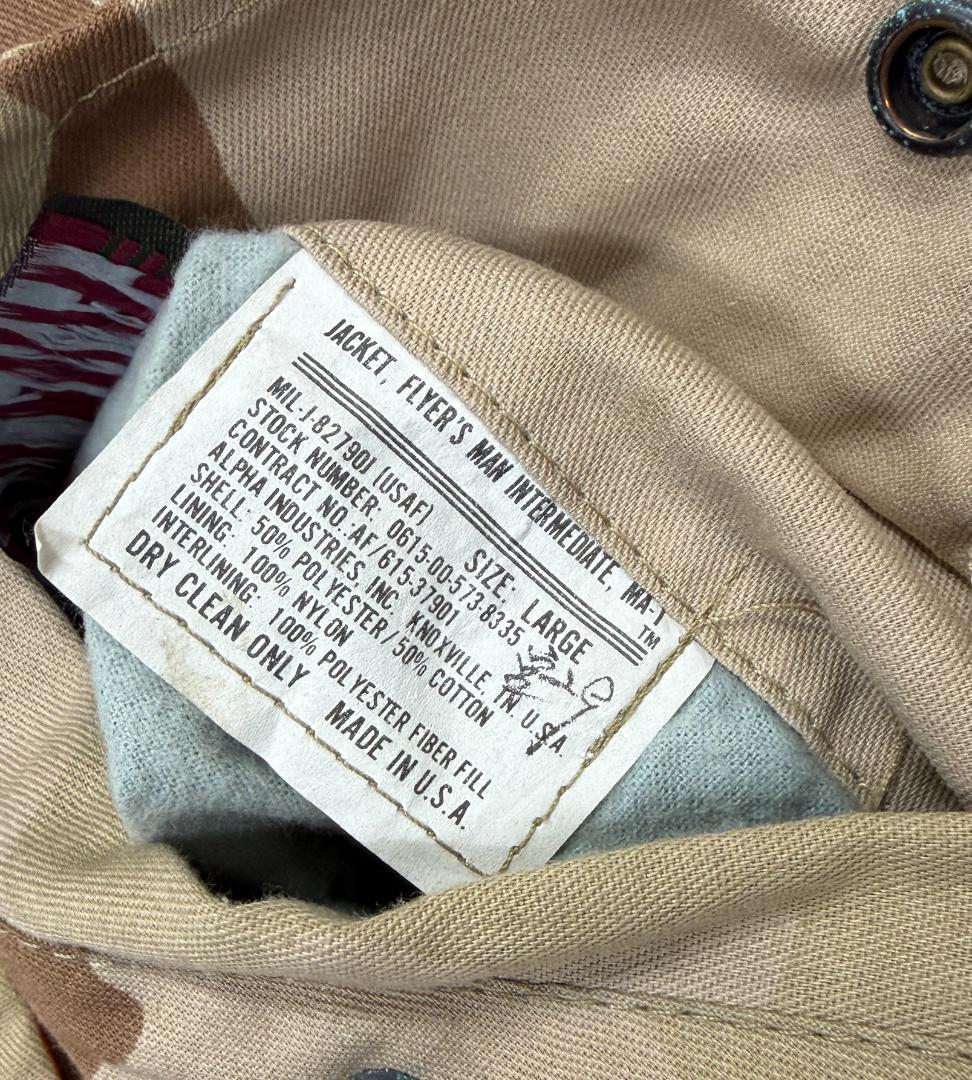 JACKET, FLYER'S MAN INTERMEDIATE, MA-1
TM
SIZE: LARGE
MIL-J-82790J (USAF)
STOCK NUMBER: 0615-00-573-8335
CONTRACT NO. AF/615-37901
ALPHA INDUSTRIES, INC. KNOXVILLE, TN. U.S.A.
SHELL: 50% POLYESTER/50% COTTON
LINING: 100% NYLON
INTERLINING: 100% POLYESTER FIBER FILL
DRY CLEAN ONLY
MADE IN U.S.A.